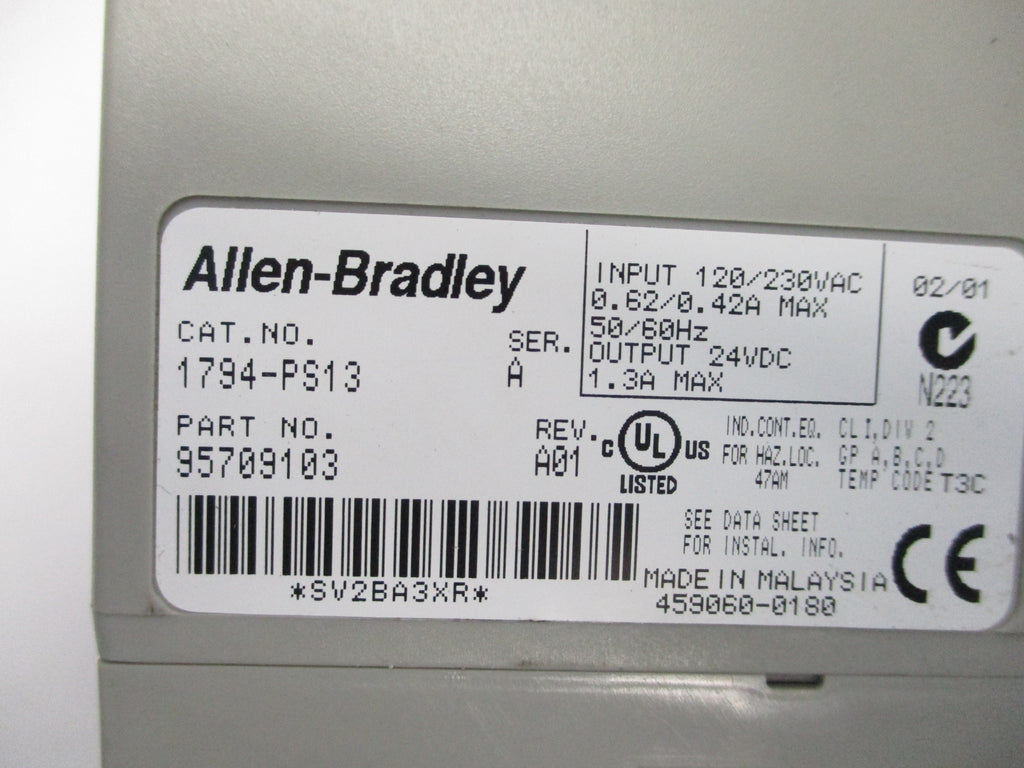 Allen-Bradley
CAT.NO.
1794-PS13
SER.
A
PART NO.
95709103
REV.
A01
*SV2BA3XR*
INPUT 120/230VAC
0.62/0.42A MAX
50/60Hz
OUTPUT 24VDC
1.3A MAX
02/01
N223
C UL US
LISTED
IND.CONT.EQ.
FOR HAZ.LOC.
47AM
CL I,DIV 2
GP A,B,C,D
TEMP CODE T3C
SEE DATA SHEET
FOR INSTAL. INFO.
MADE IN MALAYSIA
459060-0180
CE